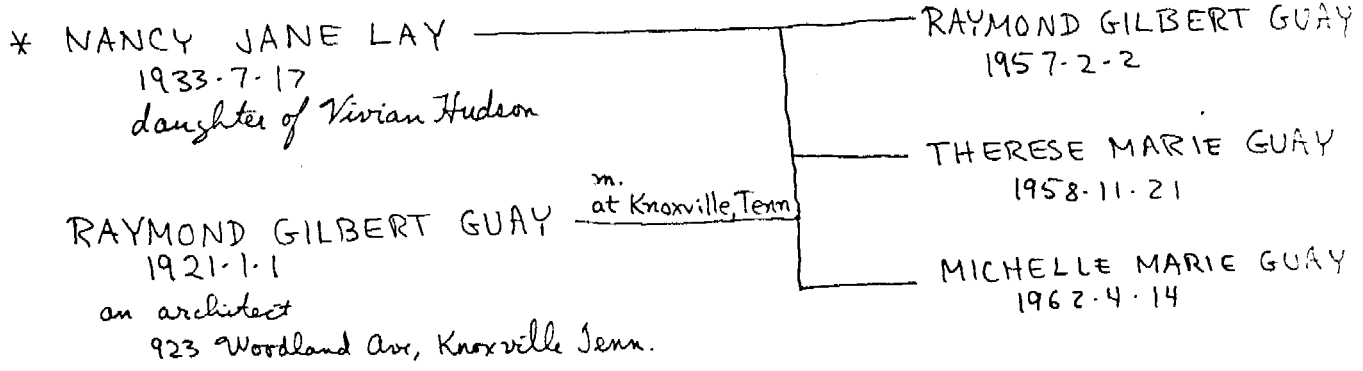 * NANCY JANE LAY
1933·7·17
daughter of Vivian Hudson
RAYMOND GILBERT GUAY
1921·1·1
an architect
923 Woodland Ave, Knoxville Tenn.
m.
at Knoxville, Tenn
RAYMOND GILBERT GUAY
1957·2·2
THERESE MARIE GUAY
1958·11·21
MICHELLE MARIE GUAY
1962·4·14